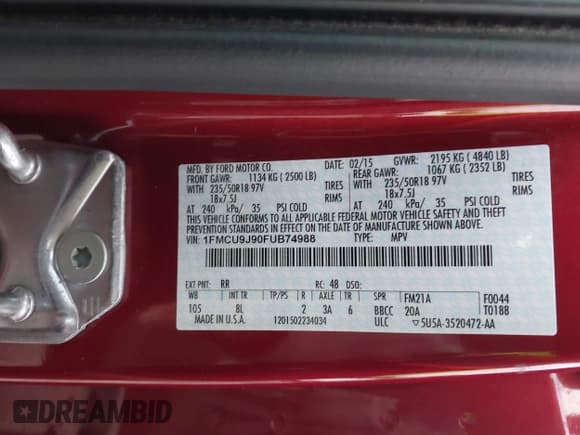 MFD. BY FORD MOTOR CO. 02/15 GVWR: 2195 KG ( 4840 LB)
FRONT GAWR: 1134 KG ( 2500 LB) REAR GAWR: 1067 KG ( 2352 LB)
WITH 235/50R18 97V TIRES WITH 235/50R18 97V TIRES
18x7.5J RIMS 18x7.5J RIMS
AT 240 kPa/ 35 PSI COLD AT 240 kPa/ 35 PSI COLD
THIS VEHICLE CONFORMS TO ALL APPLICABLE FEDERAL MOTOR VEHICLE SAFETY AND THEFT PREVENTION STANDARDS IN EFFECT ON THE DATE OF MANUFACTURE SHOWN ABOVE.
VIN: 1FMCU9J90FUB74988 TYPE: MPV
EXT PNT: RR RC: 48 DSO:
WB INT TR TP/PS R AXLE TR SPR FM21A F0044
105 8L 2 3A 6 BBCC 20A T0188
MADE IN U.S.A. 1201502234034 ULC ▽5U5A-3520472-AA
DREAMBID